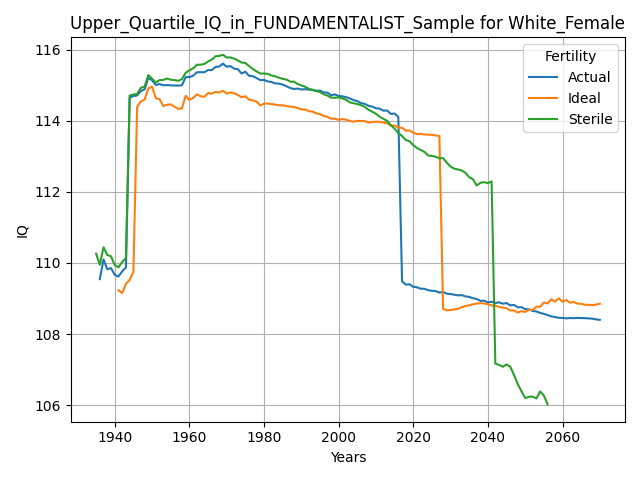 Upper_Quartile_IQ_in_FUNDAMENTALIST_Sample for White_Female
Fertility
Actual
Ideal
Sterile
116
114
112
110
108
106
IQ
1940 1960 1980 2000 2020 2040 2060
Years